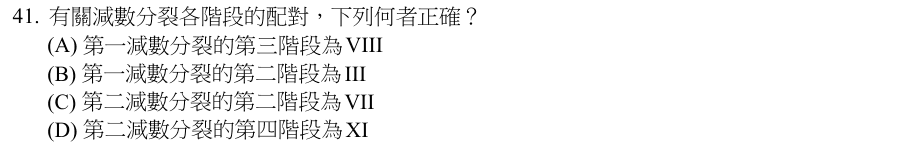 41. 有關減數分裂各階段的配對，下列何者正確？
(A) 第一減數分裂的第三階段為 VIII
(B) 第一減數分裂的第二階段為 III
(C) 第二減數分裂的第二階段為 VII
(D) 第二減數分裂的第四階段為 XI